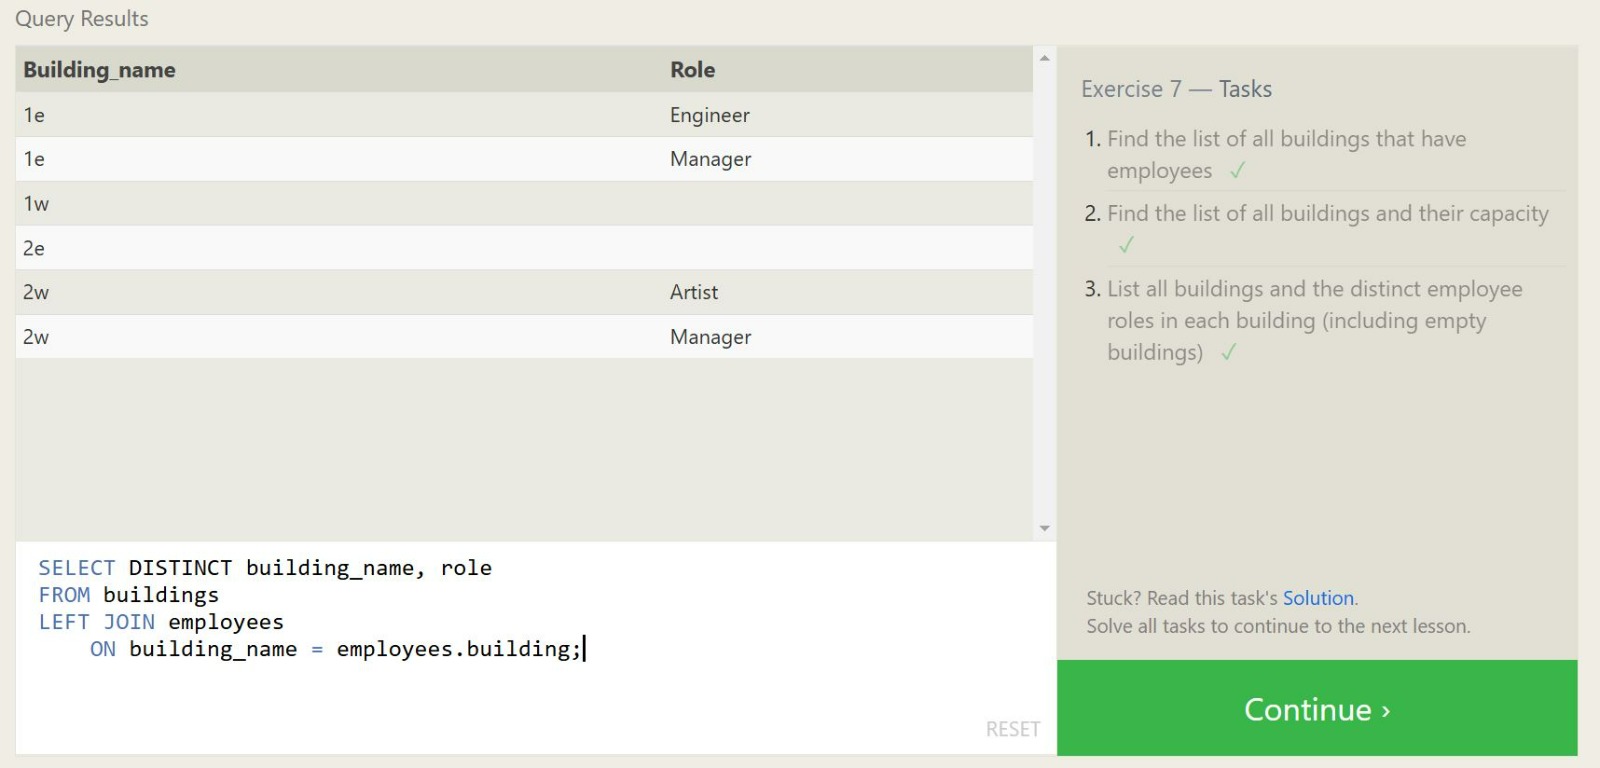 Query Results
Building_name Role
1e Engineer
1e Manager
1w
2e
2w Artist
2w Manager
SELECT DISTINCT building_name, role
FROM buildings
LEFT JOIN employees
ON building_name = employees.building;
RESET
Exercise 7 — Tasks
1. Find the list of all buildings that have
employees ✓
2. Find the list of all buildings and their capacity
✓
3. List all buildings and the distinct employee
roles in each building (including empty
buildings) ✓
Stuck? Read this task's Solution.
Solve all tasks to continue to the next lesson.
Continue ›